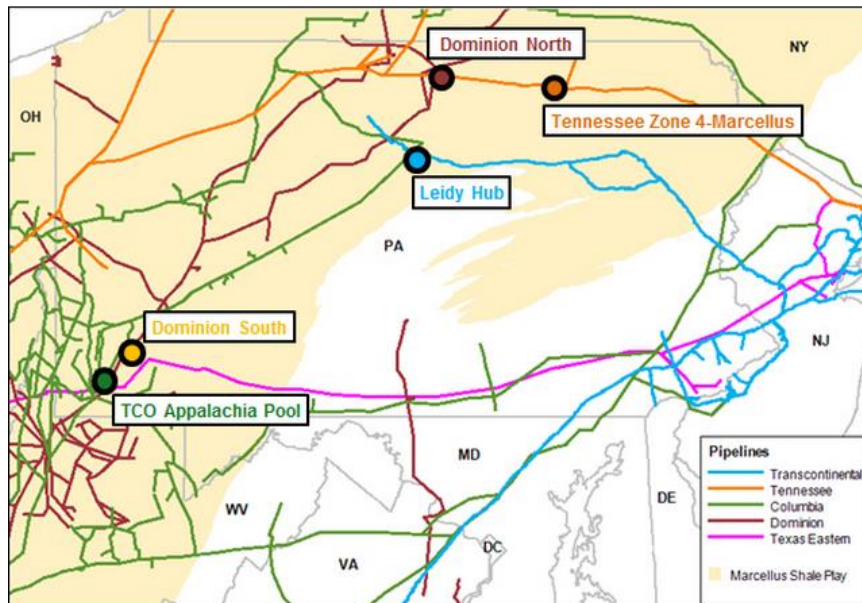 Dominion North
NY
OH
Tennessee Zone 4-Marcellus
Leidy Hub
PA
Dominion South
NJ
TCO Appalachia Pool
MD
Pipelines
Transcontinental
Tennessee
Columbia
Dominion
Texas Eastern
Marcellus Shale Play
DE
WV
DC
VA